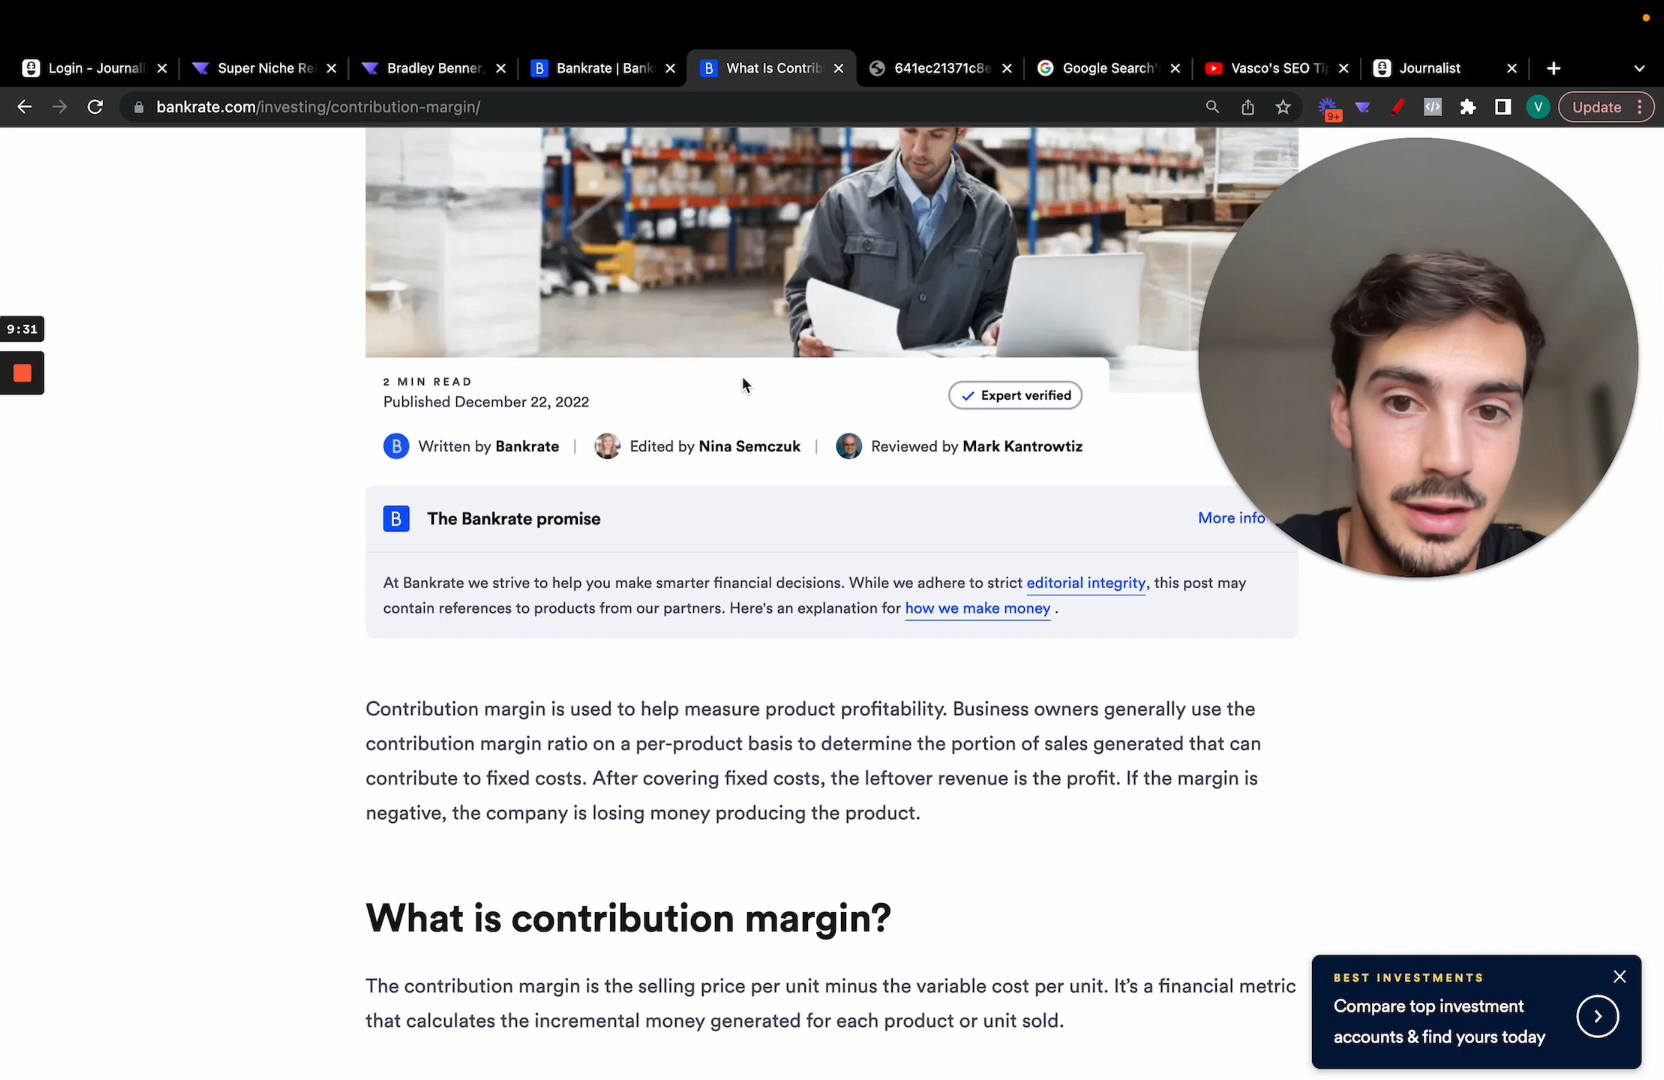 Login - Journali
Super Niche Re
Bradley Benner,
Bankrate | Bank
What Is Contrib
641ec21371c8e
Google Search's
Vasco's SEO Ti
Journalist
bankrate.com/investing/contribution-margin/
9+
V
Update
9:31
2 MIN READ
Published December 22, 2022
Expert verified
B Written by Bankrate | Edited by Nina Semczuk | Reviewed by Mark Kantrowtiz
B The Bankrate promise
More info
At Bankrate we strive to help you make smarter financial decisions. While we adhere to strict editorial integrity, this post may
contain references to products from our partners. Here's an explanation for how we make money .
Contribution margin is used to help measure product profitability. Business owners generally use the
contribution margin ratio on a per-product basis to determine the portion of sales generated that can
contribute to fixed costs. After covering fixed costs, the leftover revenue is the profit. If the margin is
negative, the company is losing money producing the product.
What is contribution margin?
The contribution margin is the selling price per unit minus the variable cost per unit. It's a financial metric
that calculates the incremental money generated for each product or unit sold.
BEST INVESTMENTS
Compare top investment
accounts & find yours today